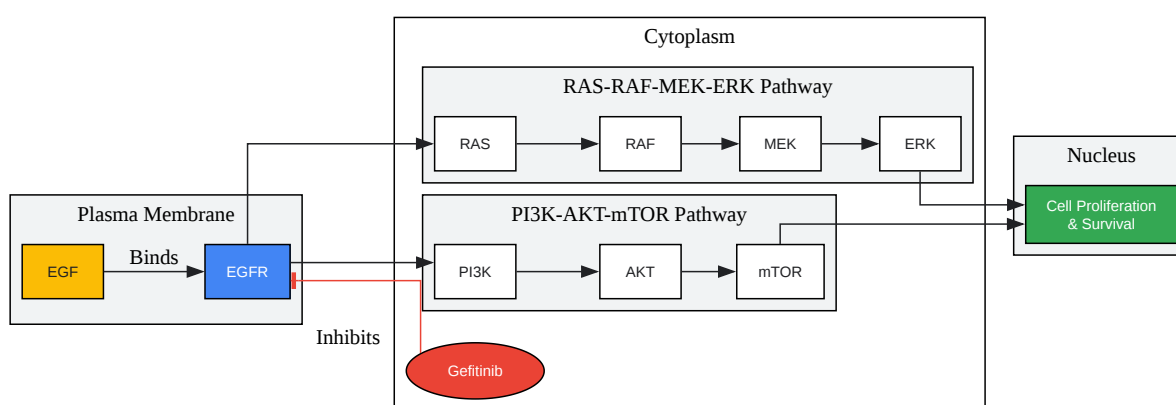 Cytoplasm
RAS-RAF-MEK-ERK Pathway
RAS
RAF
MEK
ERK
Nucleus
Cell Proliferation
& Survival
Plasma Membrane
EGF
Binds
EGFR
PI3K-AKT-mTOR Pathway
PI3K
AKT
mTOR
Inhibits
Gefitinib